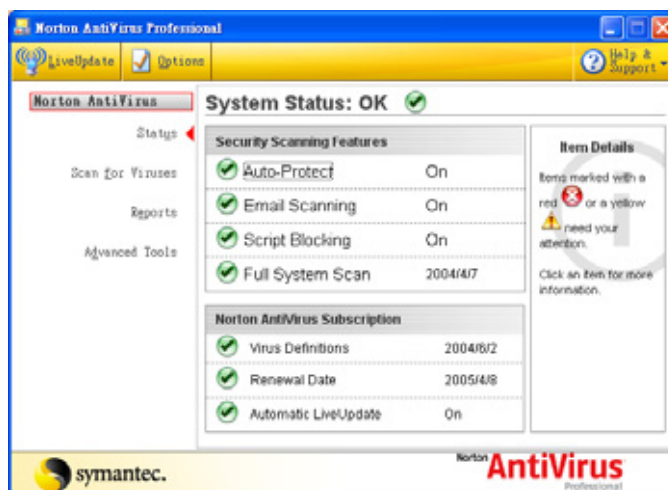 Norton AntiVirus Professional
LiveUpdate Options Help & Support
Norton AntiVirus
Status
Scan for Viruses
Reports
Advanced Tools
System Status: OK
Security Scanning Features
Auto-Protect On
Email Scanning On
Script Blocking On
Full System Scan 2004/4/7
Norton AntiVirus Subscription
Virus Definitions 2004/6/2
Renewal Date 2005/4/8
Automatic LiveUpdate On
Item Details
Items marked with a
red or a yellow
need your
attention.
Click an item for more
information.
symantec.
Norton
AntiVirus
Professional